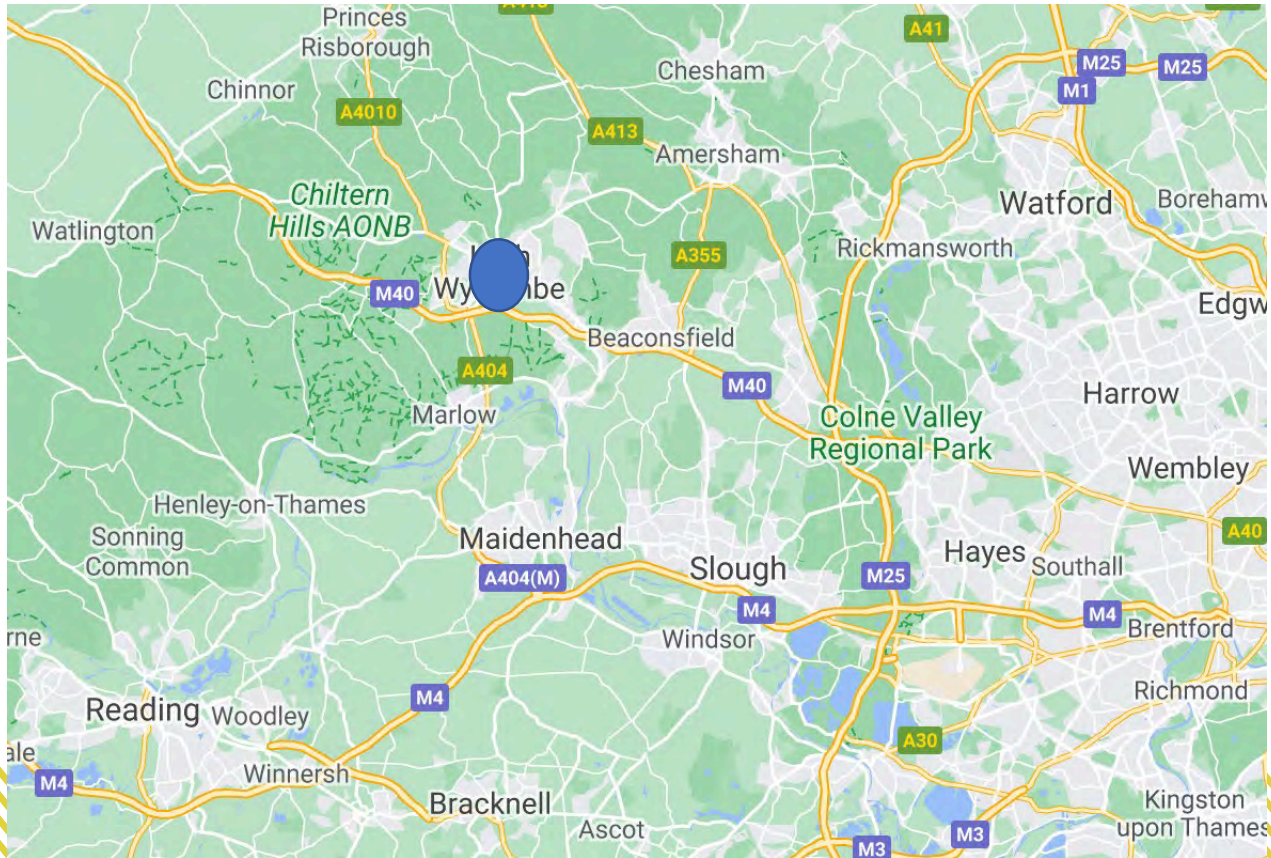 A413
Princes
Risborough
A41
Chesham
M25
M25
Chinnor
M1
A4010
A413
Amersham
Chiltern
Hills AONB
Watford
Borehamw
Watlington
Rickmansworth
A355
M40
Edgw
Beaconsfield
A404
M40
Harrow
Marlow
Colne Valley
Regional Park
Wembley
Henley-on-Thames
Sonning
Common
Maidenhead
A40
Hayes
Southall
Slough
A404(M)
M25
M4
M4
Brentford
rne
Windsor
Richmond
M4
Reading
Woodley
A30
ale
Winnersh
M4
Bracknell
Kingston
upon Thames
Ascot
M3
M3